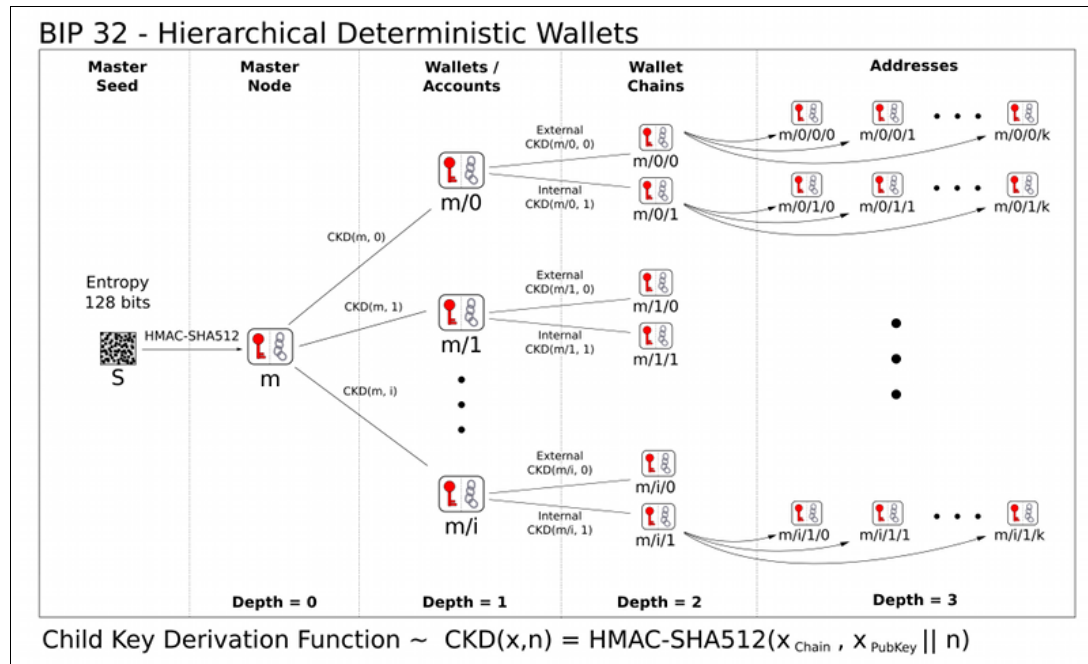 BIP 32 - Hierarchical Deterministic Wallets
Master
Seed
Master
Node
Wallets /
Accounts
Wallet
Chains
Addresses
Entropy
128 bits
S
HMAC-SHA512
m
CKD(m, 0)
CKD(m, 1)
CKD(m, i)
m/0
m/1
m/i
External
CKD(m/0, 0)
Internal
CKD(m/0, 1)
External
CKD(m/1, 0)
Internal
CKD(m/1, 1)
External
CKD(m/i, 0)
Internal
CKD(m/i, 1)
m/0/0
m/0/1
m/1/0
m/1/1
m/i/0
m/i/1
m/0/0/0 m/0/0/1 m/0/0/k
m/0/1/0 m/0/1/1 m/0/1/k
m/i/1/0 m/i/1/1 m/i/1/k
Depth = 0 Depth = 1 Depth = 2 Depth = 3
Child Key Derivation Function ~ CKD(x,n) = HMAC-SHA512(x Chain , x PubKey || n)